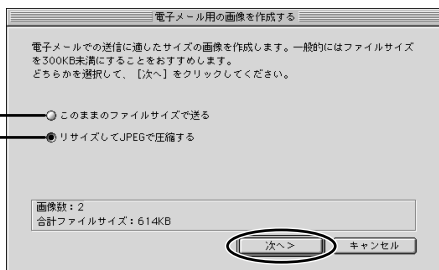 電子メール用の画像を作成する
電子メールでの送信に適したサイズの画像を作成します。一般的にはファイルサイズ
を300KB未満にすることをおすすめします。
どちらかを選択して、［次へ］をクリックしてください。
このままのファイルサイズで送る
リサイズしてJPEGで圧縮する
画像数：2
合計ファイルサイズ：614KB
次へ＞
キャンセル